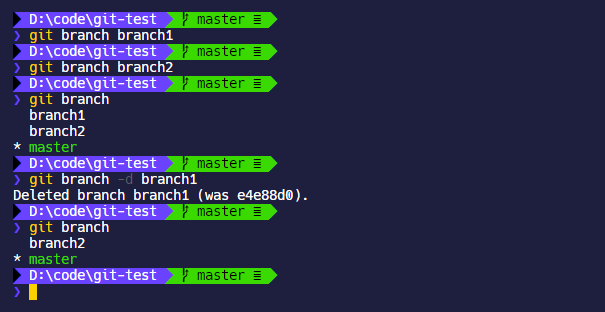 D:\code\git-test master ≣
❯ git branch branch1
D:\code\git-test master ≣
❯ git branch branch2
D:\code\git-test master ≣
❯ git branch
branch1
branch2
* master
D:\code\git-test master ≣
❯ git branch -d branch1
Deleted branch branch1 (was e4e88d0).
D:\code\git-test master ≣
❯ git branch
branch2
* master
D:\code\git-test master ≣
❯